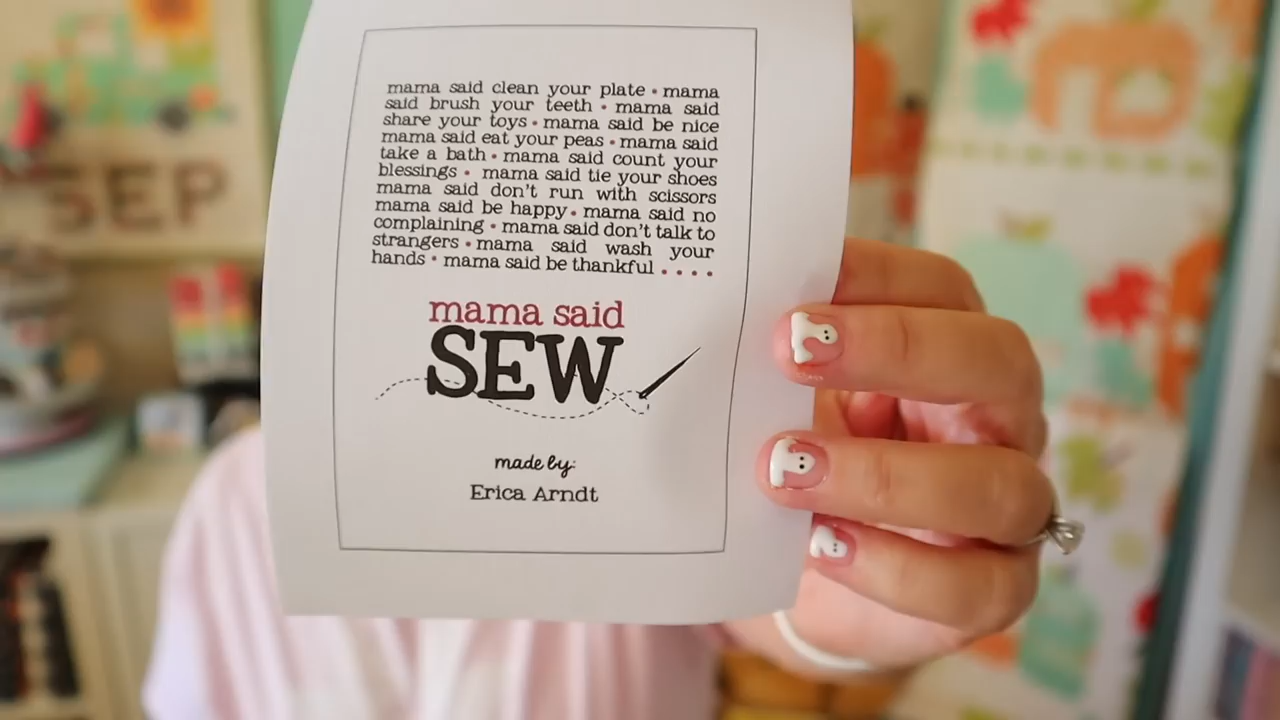 SEP
mama said clean your plate • mama
said brush your teeth • mama said
share your toys • mama said be nice
mama said eat your peas • mama said
take a bath • mama said count your
blessings • mama said tie your shoes
mama said don't run with scissors
mama said be happy • mama said no
complaining • mama said don't talk to
strangers • mama said wash your
hands • mama said be thankful • • • •
mama said
SEW
made by:
Erica Arndt